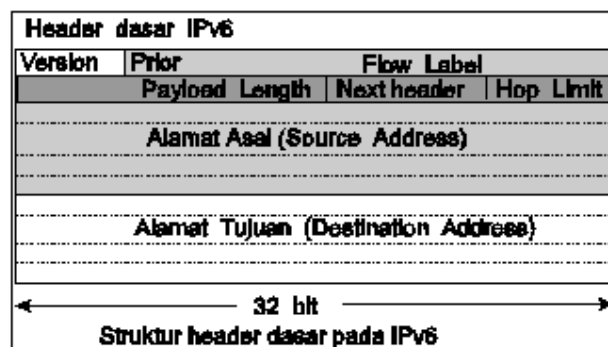 Header dasar IPv6
Version Prior Flow Label
Payload Length Next header Hop Limit
Alamat Asal (Source Address)
Alamat Tujuan (Destination Address)
32 bit
Struktur header dasar pada IPv6